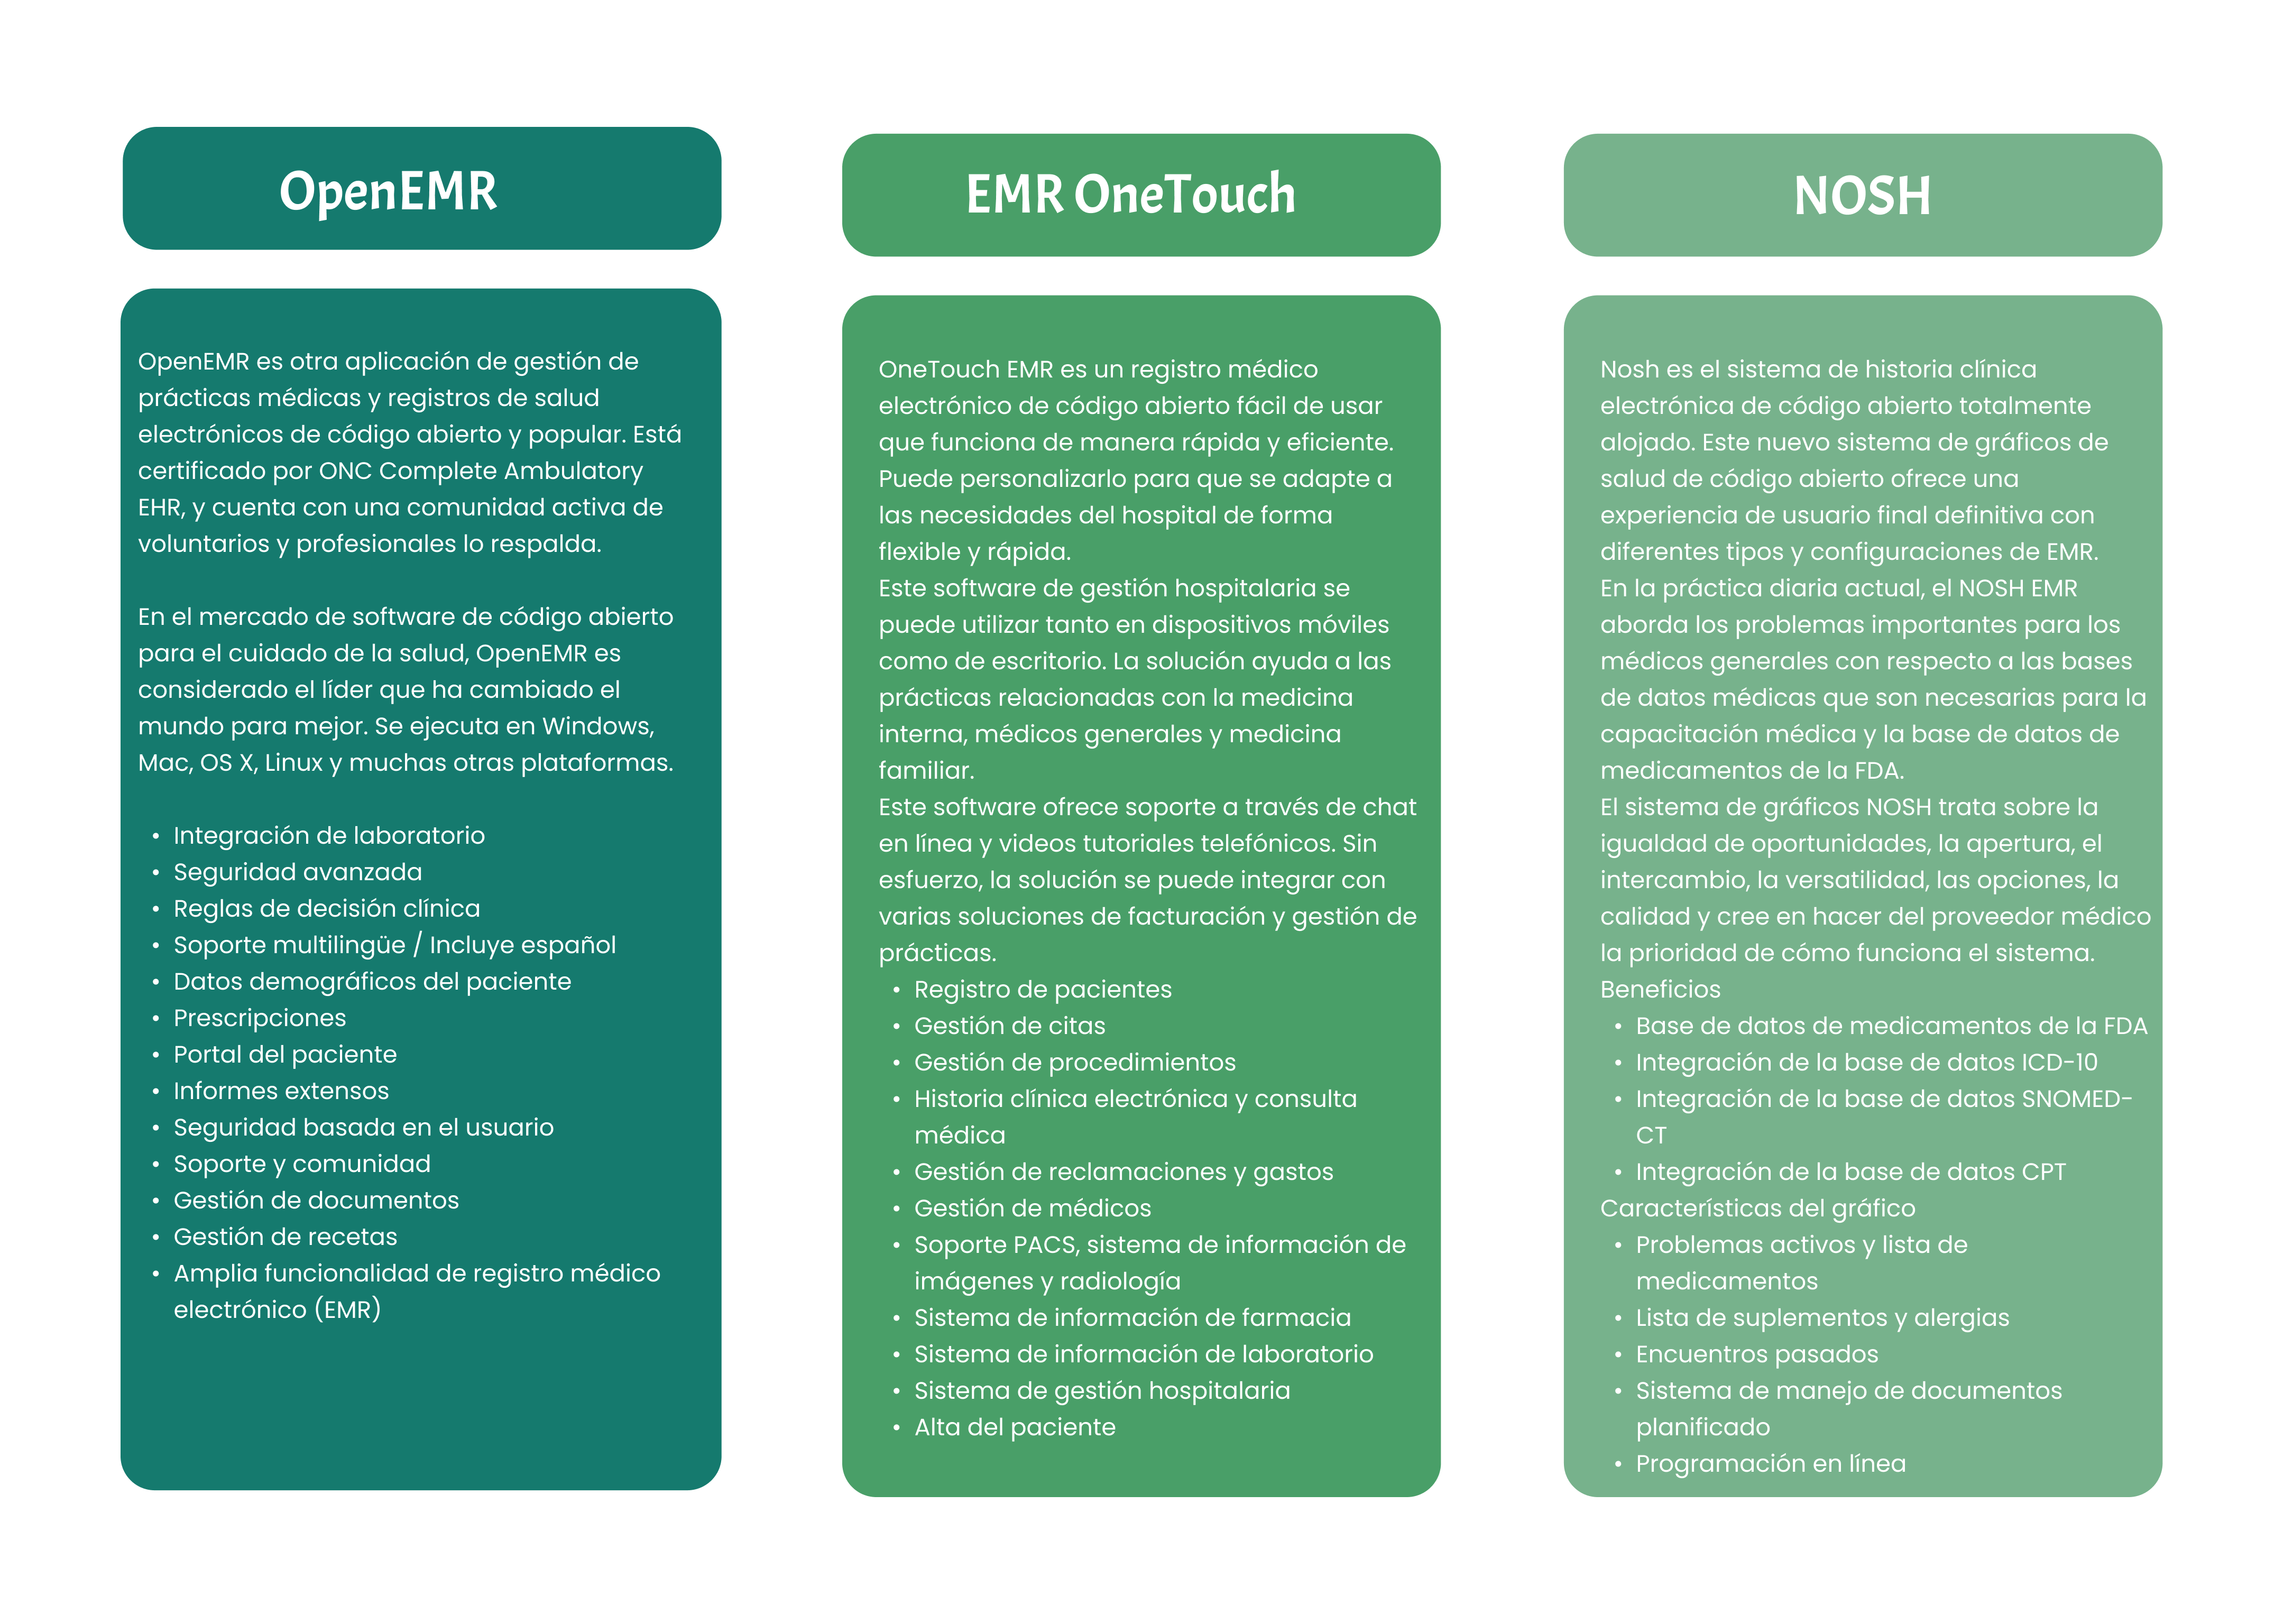 OpenEMR
OpenEMR es otra aplicación de gestión de
prácticas médicas y registros de salud
electrónicos de código abierto y popular. Está
certificado por ONC Complete Ambulatory
EHR, y cuenta con una comunidad activa de
voluntarios y profesionales lo respalda.
En el mercado de software de código abierto
para el cuidado de la salud, OpenEMR es
considerado el líder que ha cambiado el
mundo para mejor. Se ejecuta en Windows,
Mac, OS X, Linux y muchas otras plataformas.
• Integración de laboratorio
• Seguridad avanzada
• Reglas de decisión clínica
• Soporte multilingüe / Incluye español
• Datos demográficos del paciente
• Prescripciones
• Portal del paciente
• Informes extensos
• Seguridad basada en el usuario
• Soporte y comunidad
• Gestión de documentos
• Gestión de recetas
• Amplia funcionalidad de registro médico
electrónico (EMR)
EMR OneTouch
OneTouch EMR es un registro médico
electrónico de código abierto fácil de usar
que funciona de manera rápida y eficiente.
Puede personalizarlo para que se adapte a
las necesidades del hospital de forma
flexible y rápida.
Este software de gestión hospitalaria se
puede utilizar tanto en dispositivos móviles
como de escritorio. La solución ayuda a las
prácticas relacionadas con la medicina
interna, médicos generales y medicina
familiar.
Este software ofrece soporte a través de chat
en línea y videos tutoriales telefónicos. Sin
esfuerzo, la solución se puede integrar con
varias soluciones de facturación y gestión de
prácticas.
• Registro de pacientes
• Gestión de citas
• Gestión de procedimientos
• Historia clínica electrónica y consulta
médica
• Gestión de reclamaciones y gastos
• Gestión de médicos
• Soporte PACS, sistema de información de
imágenes y radiología
• Sistema de información de farmacia
• Sistema de información de laboratorio
• Sistema de gestión hospitalaria
• Alta del paciente
NOSH
Nosh es el sistema de historia clínica
electrónica de código abierto totalmente
alojado. Este nuevo sistema de gráficos de
salud de código abierto ofrece una
experiencia de usuario final definitiva con
diferentes tipos y configuraciones de EMR.
En la práctica diaria actual, el NOSH EMR
aborda los problemas importantes para los
médicos generales con respecto a las bases
de datos médicas que son necesarias para la
capacitación médica y la base de datos de
medicamentos de la FDA.
El sistema de gráficos NOSH trata sobre la
igualdad de oportunidades, la apertura, el
intercambio, la versatilidad, las opciones, la
calidad y cree en hacer del proveedor médico
la prioridad de cómo funciona el sistema.
Beneficios
• Base de datos de medicamentos de la FDA
• Integración de la base de datos ICD-10
• Integración de la base de datos SNOMED-
CT
• Integración de la base de datos CPT
Características del gráfico
• Problemas activos y lista de
medicamentos
• Lista de suplementos y alergias
• Encuentros pasados
• Sistema de manejo de documentos
planificado
• Programación en línea